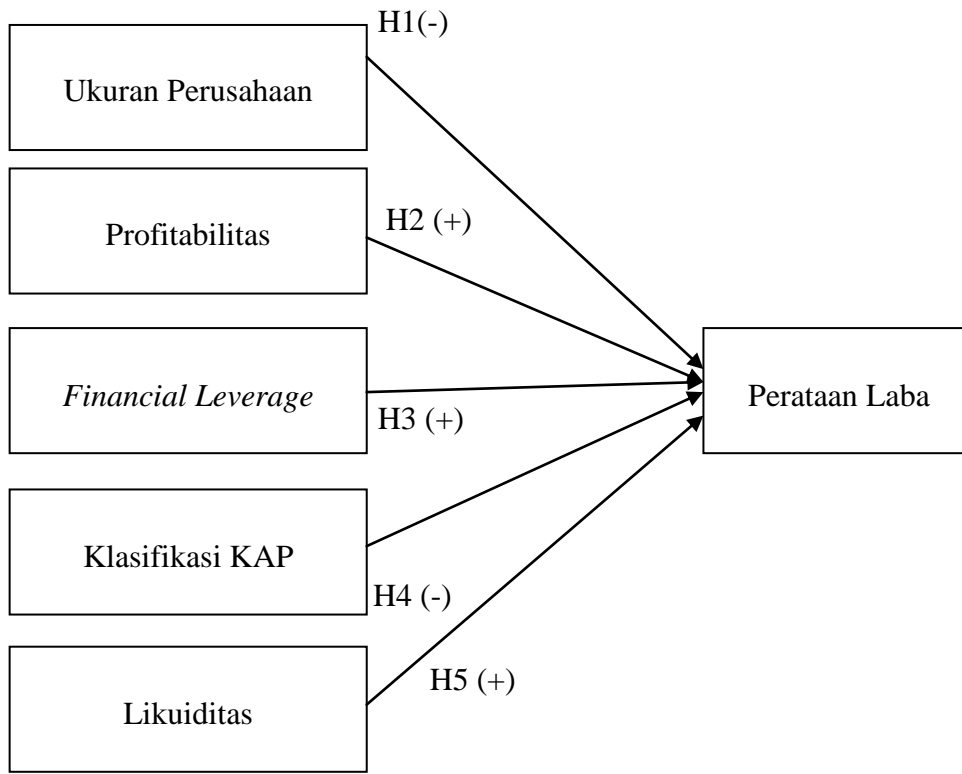 H1(-)
Ukuran Perusahaan
Profitabilitas
H2 (+)
Financial Leverage
H3 (+)
Perataan Laba
Klasifikasi KAP
H4 (-)
Likuiditas
H5 (+)